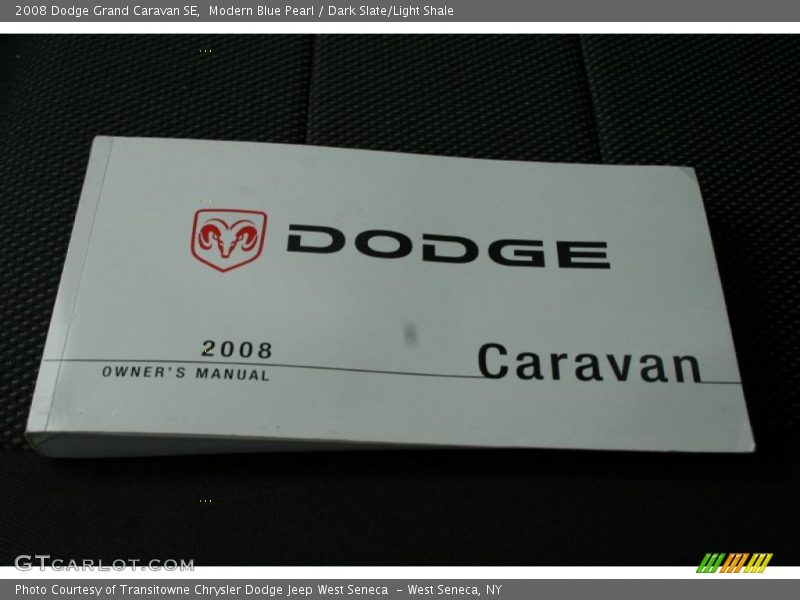 2008 Dodge Grand Caravan SE,  Modern Blue Pearl / Dark Slate/Light Shale
DODGE
2008
OWNER'S MANUAL
Caravan
GTCARLOT.COM
Photo Courtesy of Transitowne Chrysler Dodge Jeep West Seneca  - West Seneca, NY